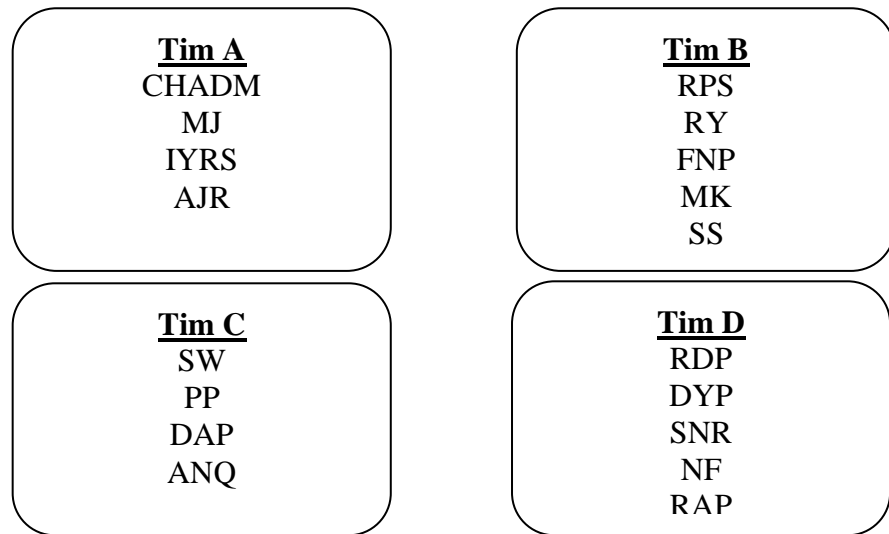 Tim A
CHADM
MJ
IYRS
AJR
Tim B
RPS
RY
FNP
MK
SS
Tim C
SW
PP
DAP
ANQ
Tim D
RDP
DYP
SNR
NF
RAP